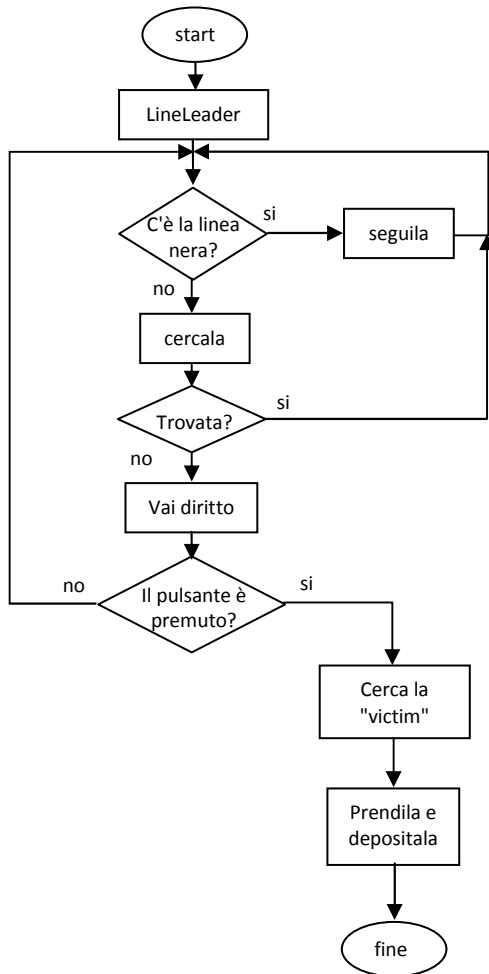 start
LineLeader
C'è la linea
nera?
si
seguila
no
cercala
Trovata?
si
no
Vai diritto
no
Il pulsante è
premuto?
si
Cerca la
"victim"
Prendila e
depositala
fine